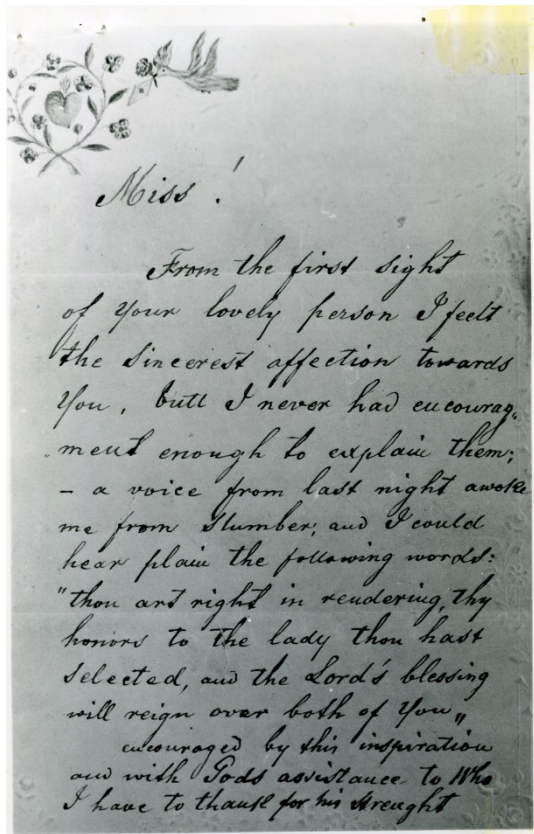 Miss !
From the first sight
of Your lovely person I feelt
the sincerest affection towards
You, butt I never had encourag„
„ment enough to explain them;
– a voice from last night awoke
me from slumber, and I could
hear plain the following words:
"thou art right in rendering, thy
honors to the lady thou hast
selected, and the Lord's blessing
will reign over both of You„
encouraged by this inspiration
and with Gods assistance to Who
I have to thank for his strenght